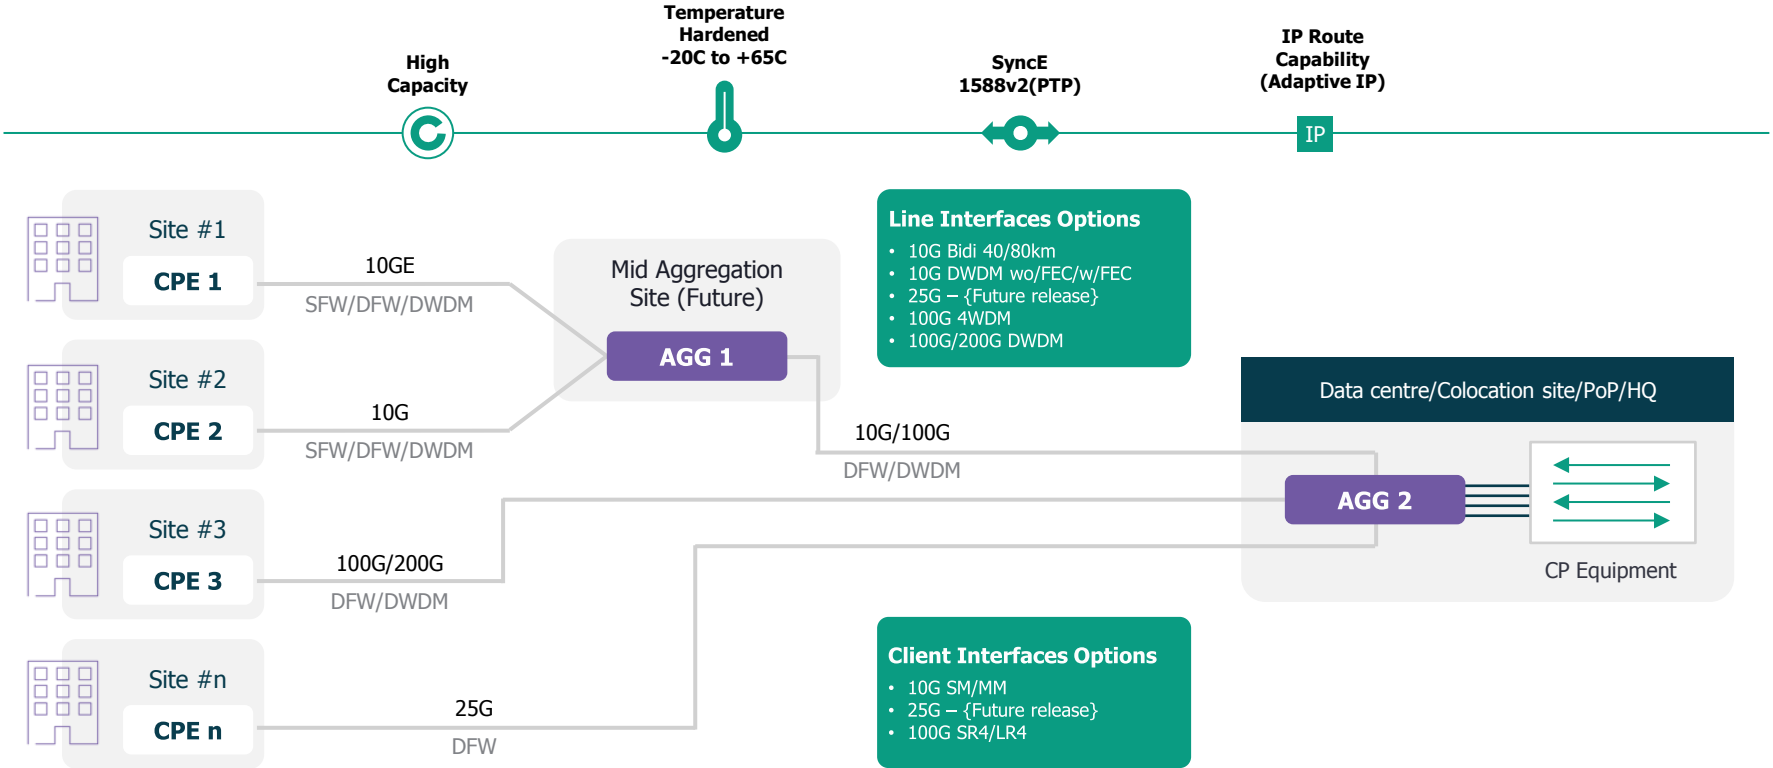 High
Capacity
Temperature
Hardened
-20C to +65C
SyncE
1588v2(PTP)
IP Route
Capability
(Adaptive IP)
IP
Site #1
CPE 1
10GE
SFW/DFW/DWDM
Site #2
CPE 2
10G
SFW/DFW/DWDM
Site #3
CPE 3
100G/200G
DFW/DWDM
Site #n
CPE n
25G
DFW
Mid Aggregation
Site (Future)
AGG 1
10G/100G
DFW/DWDM
Line Interfaces Options
• 10G Bidi 40/80km
• 10G DWDM wo/FEC/w/FEC
• 25G – {Future release}
• 100G 4WDM
• 100G/200G DWDM
Client Interfaces Options
• 10G SM/MM
• 25G – {Future release}
• 100G SR4/LR4
Data centre/Colocation site/PoP/HQ
AGG 2
CP Equipment